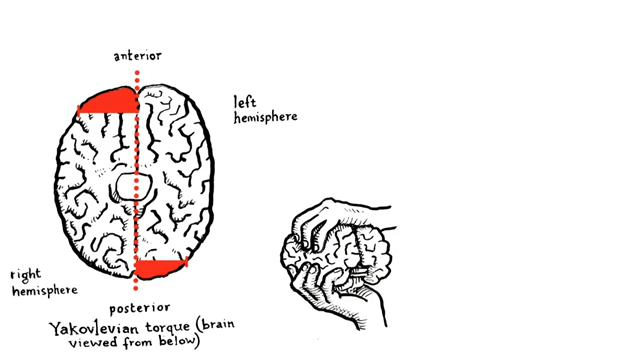 anterior
left
hemisphere
right
hemisphere
posterior
Yakovlevian torque (brain
viewed from below)